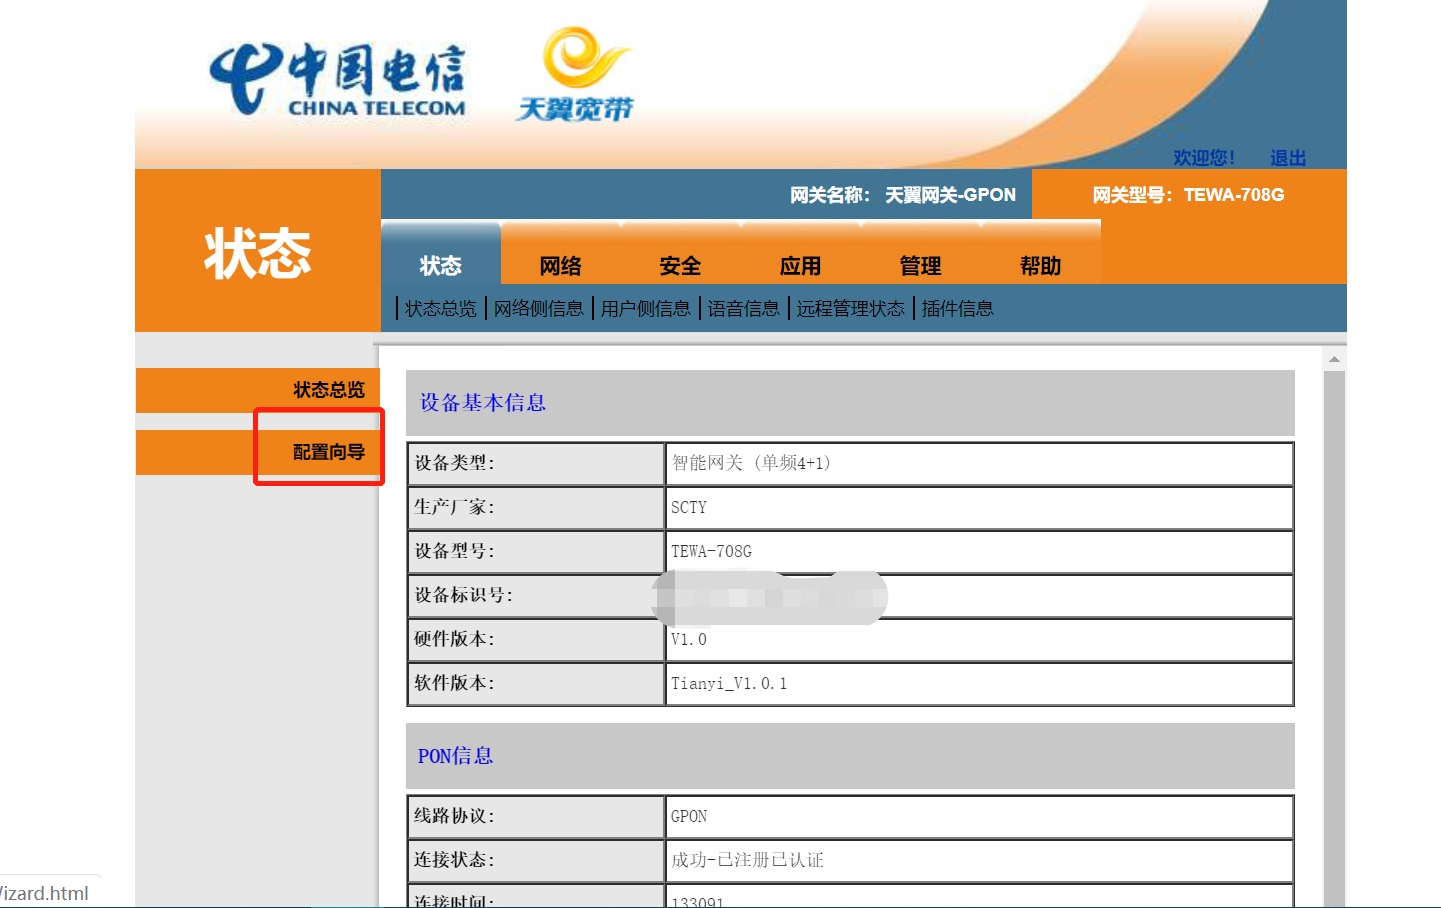 中国电信
CHINA TELECOM
天翼宽带
欢迎您! 退出
网关名称: 天翼网关-GPON 网关型号: TEWA-708G
状态
状态 网络 安全 应用 管理 帮助
状态总览 网络侧信息 用户侧信息 语音信息 远程管理状态 插件信息
状态总览
配置向导
设备基本信息
设备类型: 智能网关 (单频4+1)
生产厂家: SCTY
设备型号: TEWA-708G
设备标识号:
硬件版本: V1.0
软件版本: Tianyi_V1.0.1
PON信息
线路协议: GPON
连接状态: 成功-已注册已认证
连接时间: 133091
izard.html